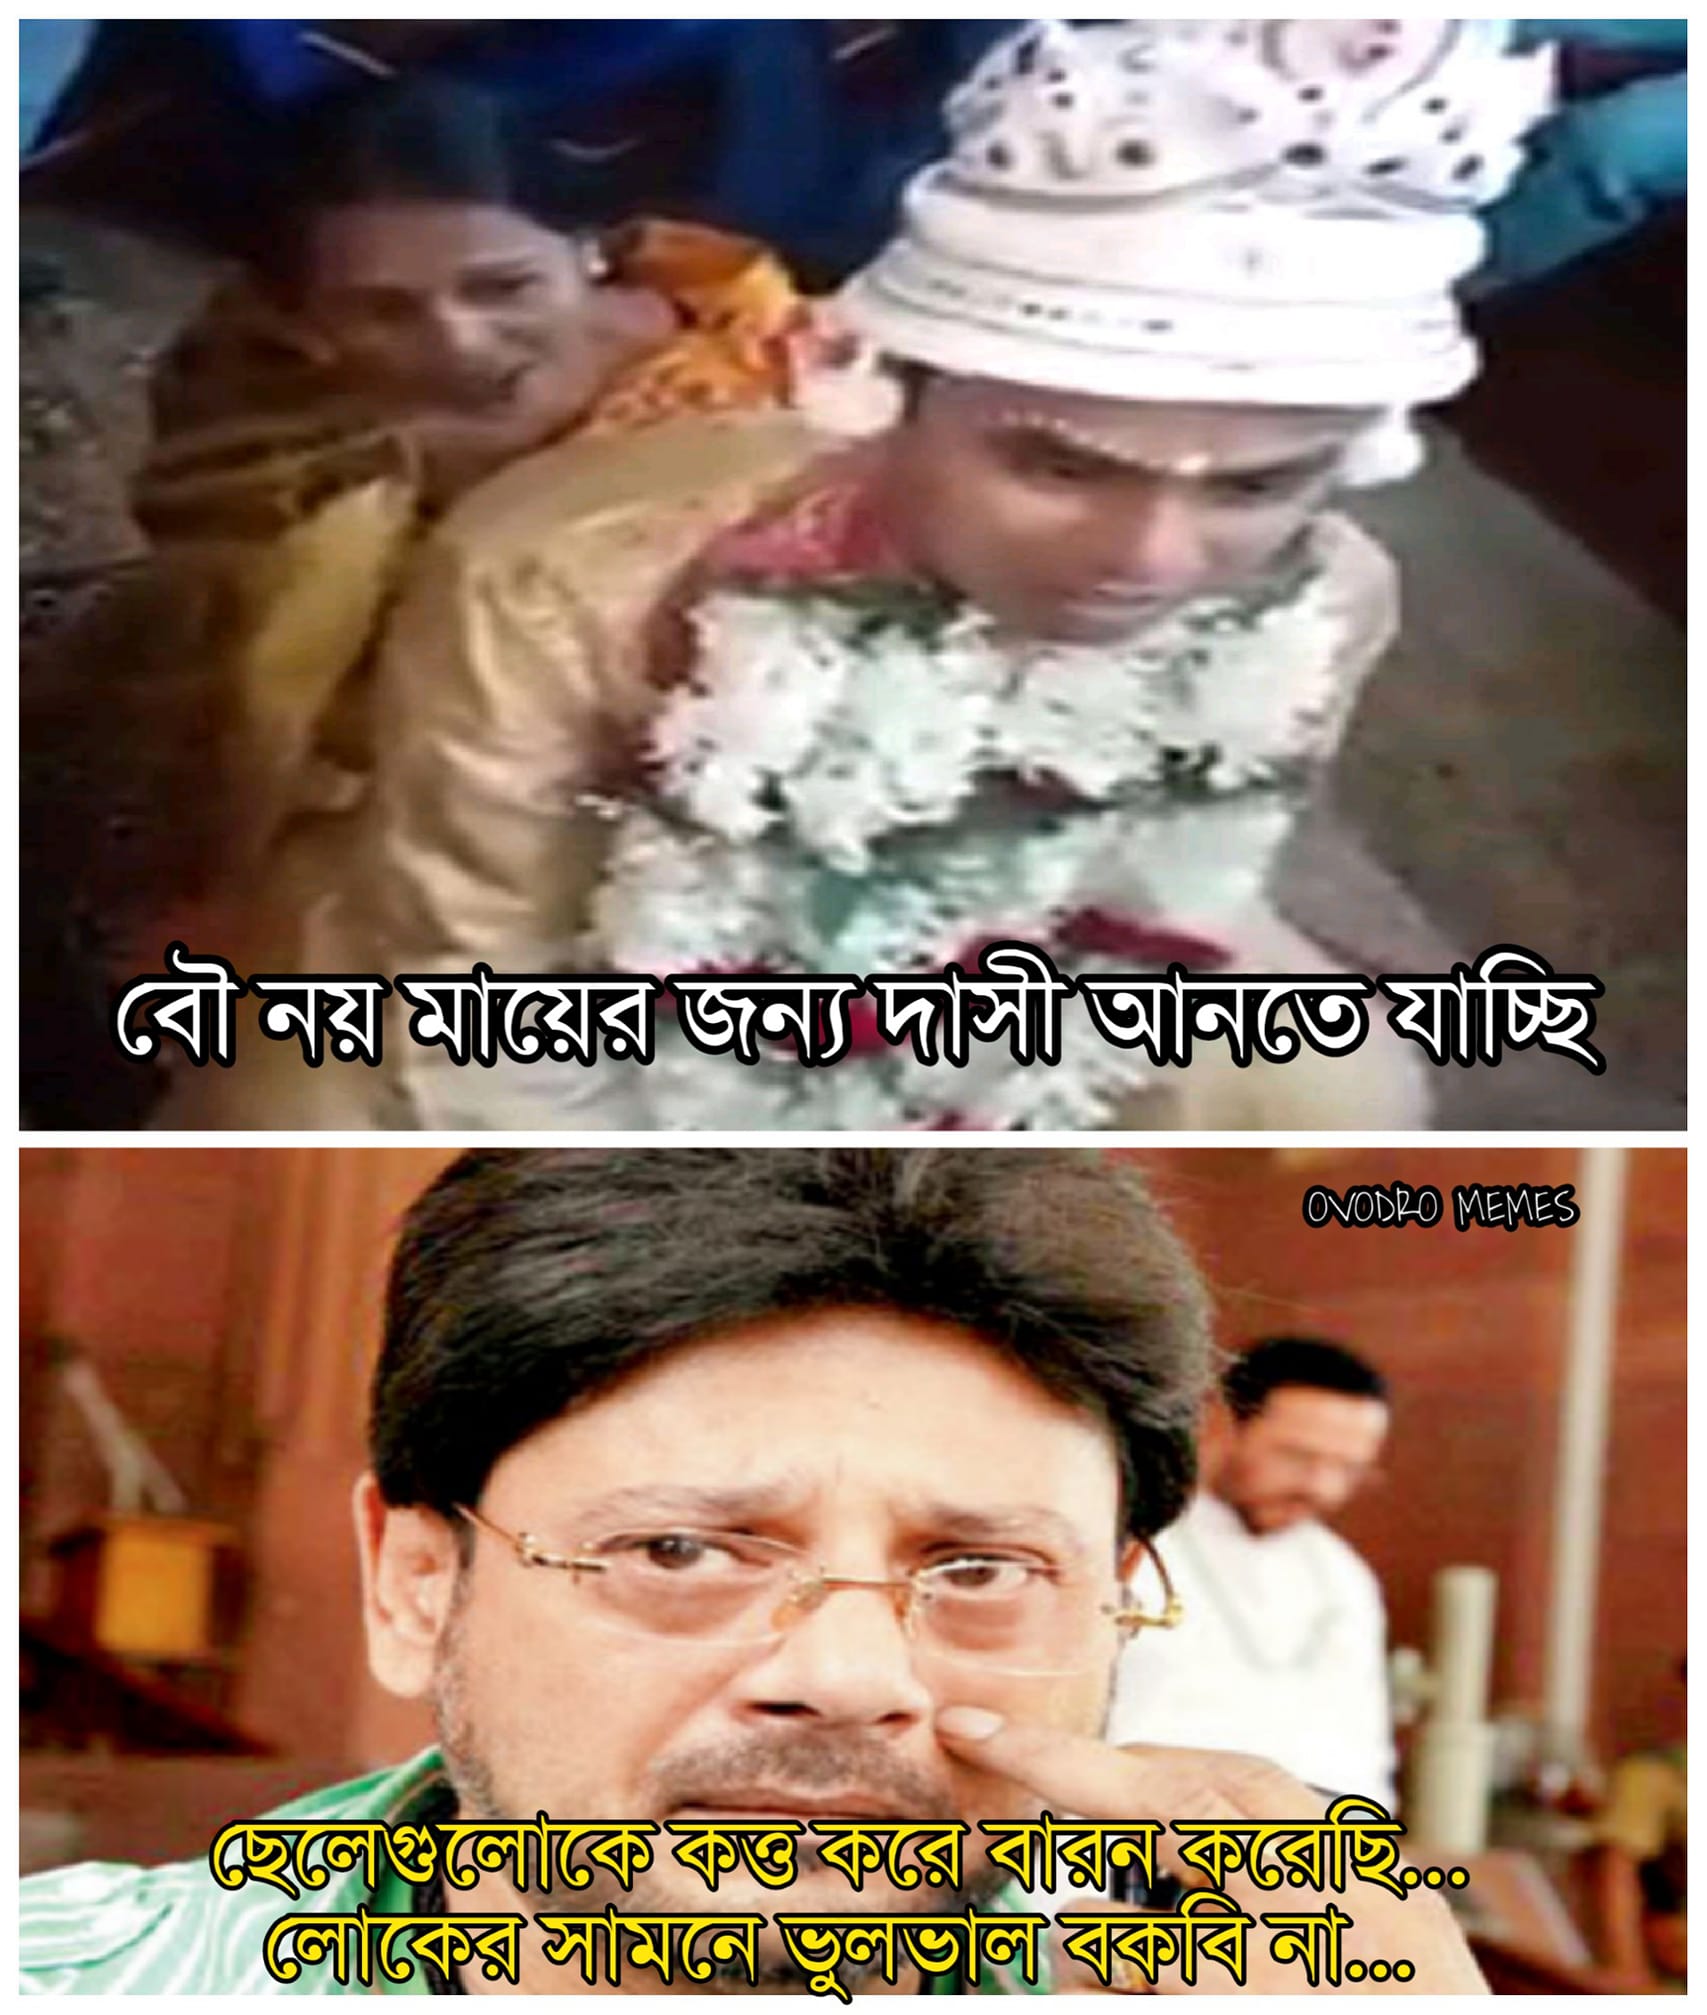 বৌ নয় মায়ের জন্য দাসী আনতে যাচ্ছি
OVODRO MEMES
ছেলেগুলোকে কত্ত করে বারন করেছি...
লোকের সামনে ভুলভাল বকবি না...